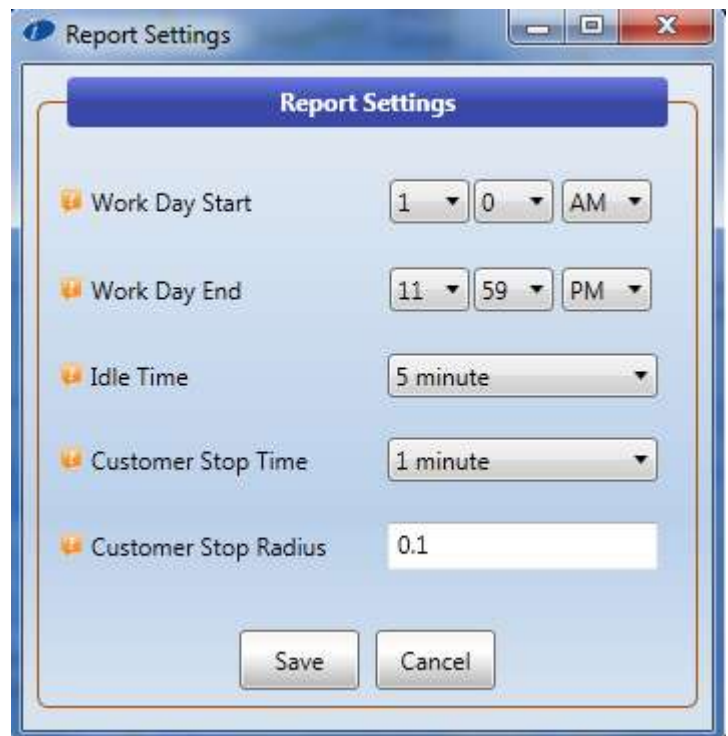 Report Settings
Report Settings
Work Day Start 1 0 AM
Work Day End 11 59 PM
Idle Time 5 minute
Customer Stop Time 1 minute
Customer Stop Radius 0.1
Save Cancel